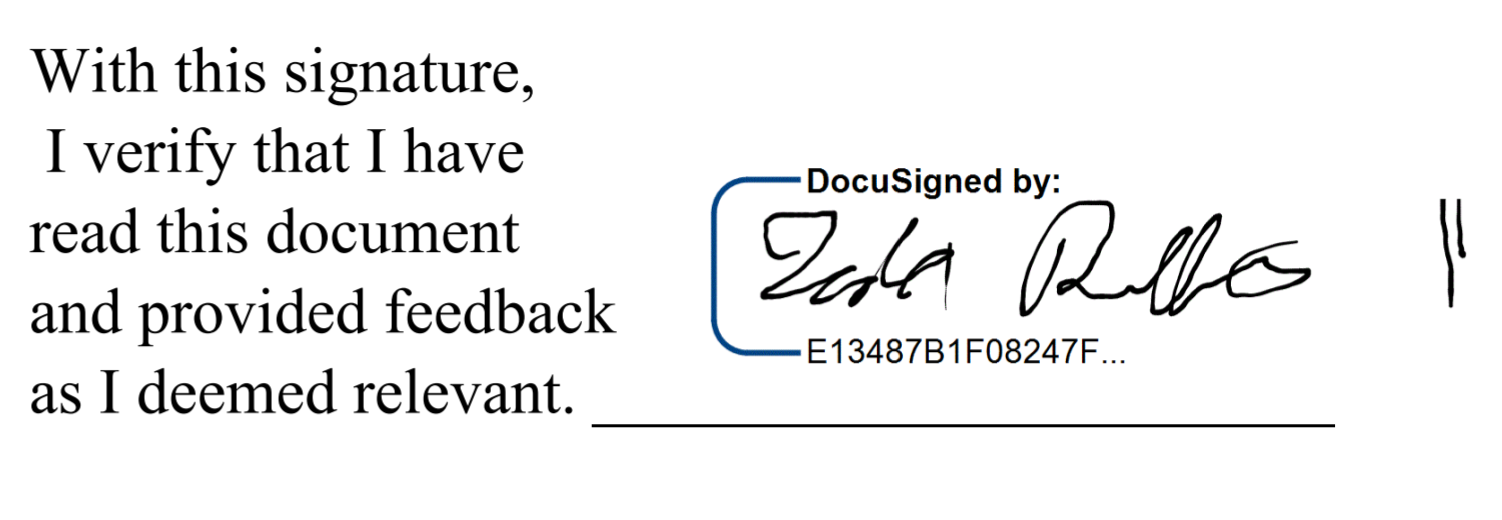 With this signature,
I verify that I have
read this document
and provided feedback
as I deemed relevant.
DocuSigned by:
E13487B1F08247F...